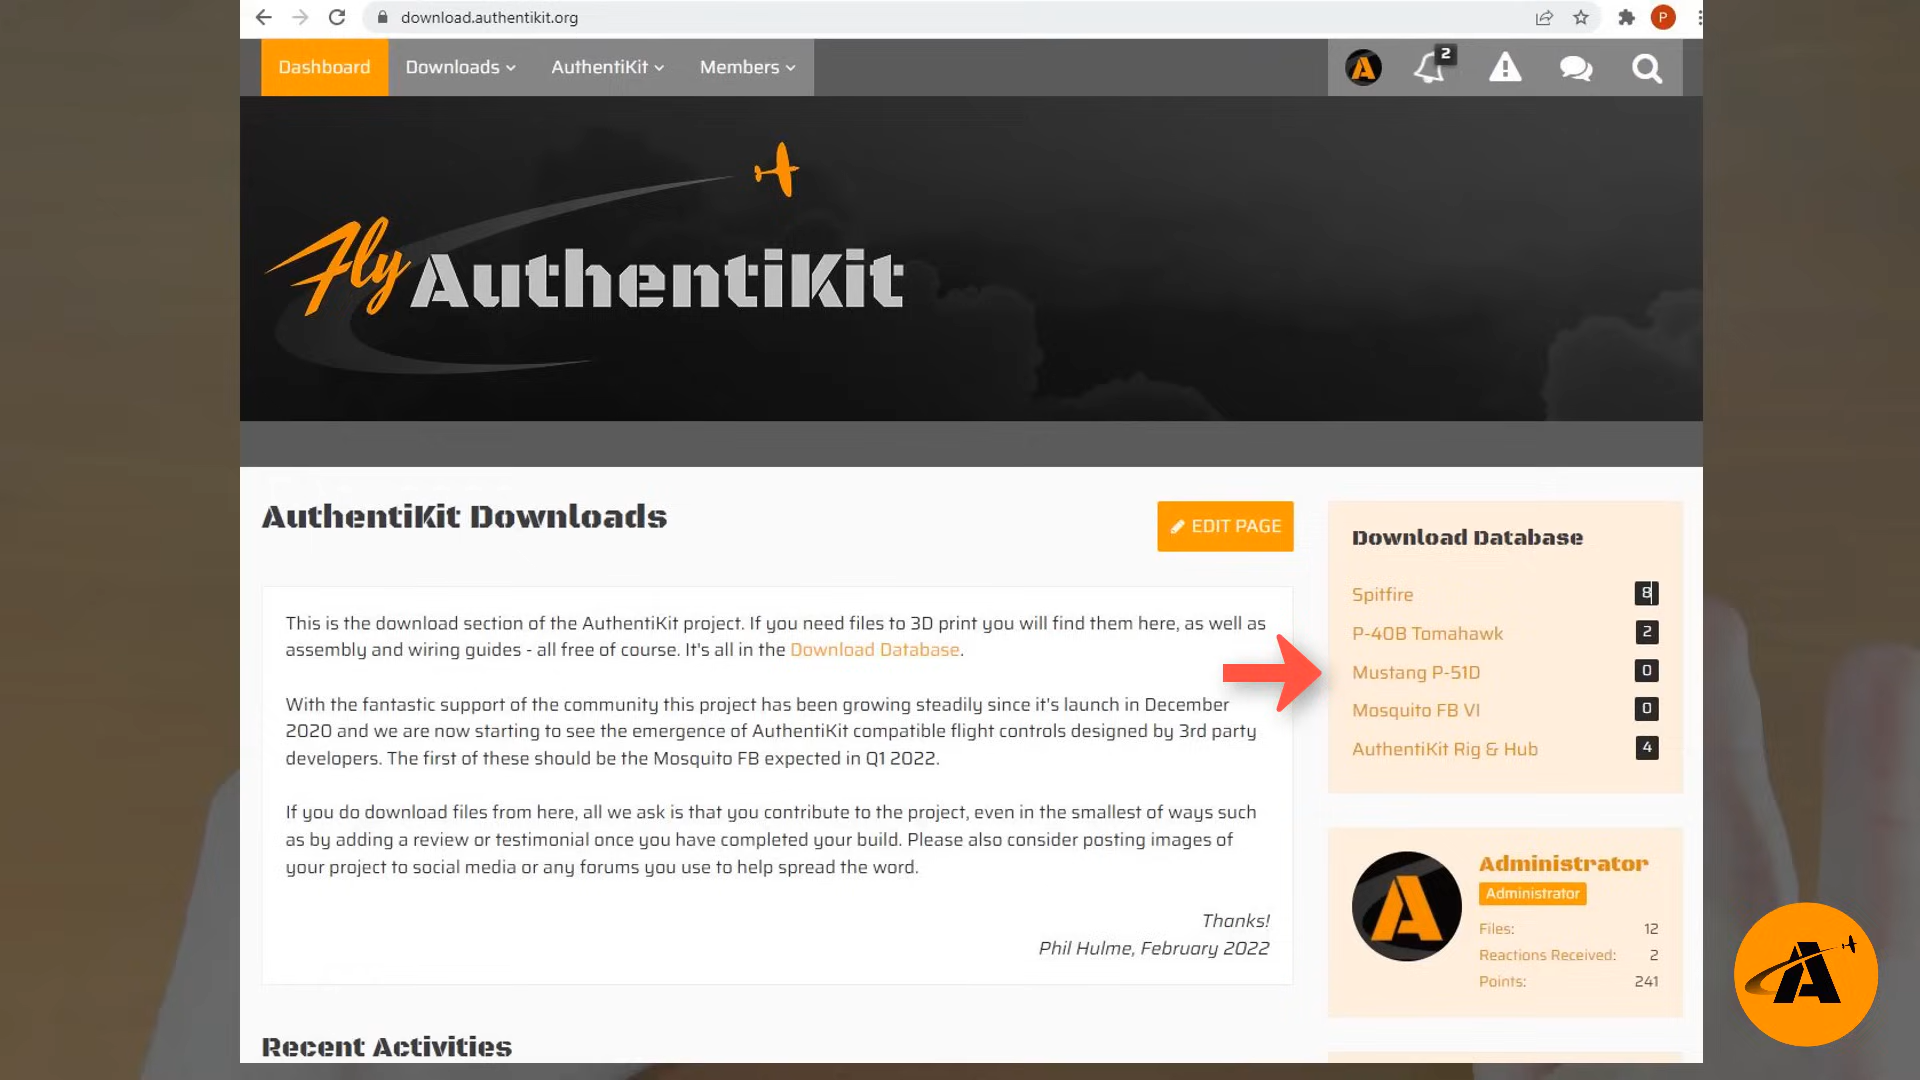 download.authentikit.org
P
Dashboard
Downloads
AuthentiKit
Members
2
Fly AuthentiKit
AuthentiKit Downloads
EDIT PAGE
This is the download section of the AuthentiKit project. If you need files to 3D print you will find them here, as well as
assembly and wiring guides - all free of course. It's all in the Download Database.
With the fantastic support of the community this project has been growing steadily since it's launch in December
2020 and we are now starting to see the emergence of AuthentiKit compatible flight controls designed by 3rd party
developers. The first of these should be the Mosquito FB expected in Q1 2022.
If you do download files from here, all we ask is that you contribute to the project, even in the smallest of ways such
as by adding a review or testimonial once you have completed your build. Please also consider posting images of
your project to social media or any forums you use to help spread the word.
Thanks!
Phil Hulme, February 2022
Recent Activities
Download Database
Spitfire 8
P-40B Tomahawk 2
Mustang P-51D 0
Mosquito FB VI 0
AuthentiKit Rig & Hub 4
Administrator
Administrator
Files: 12
Reactions Received: 2
Points: 241